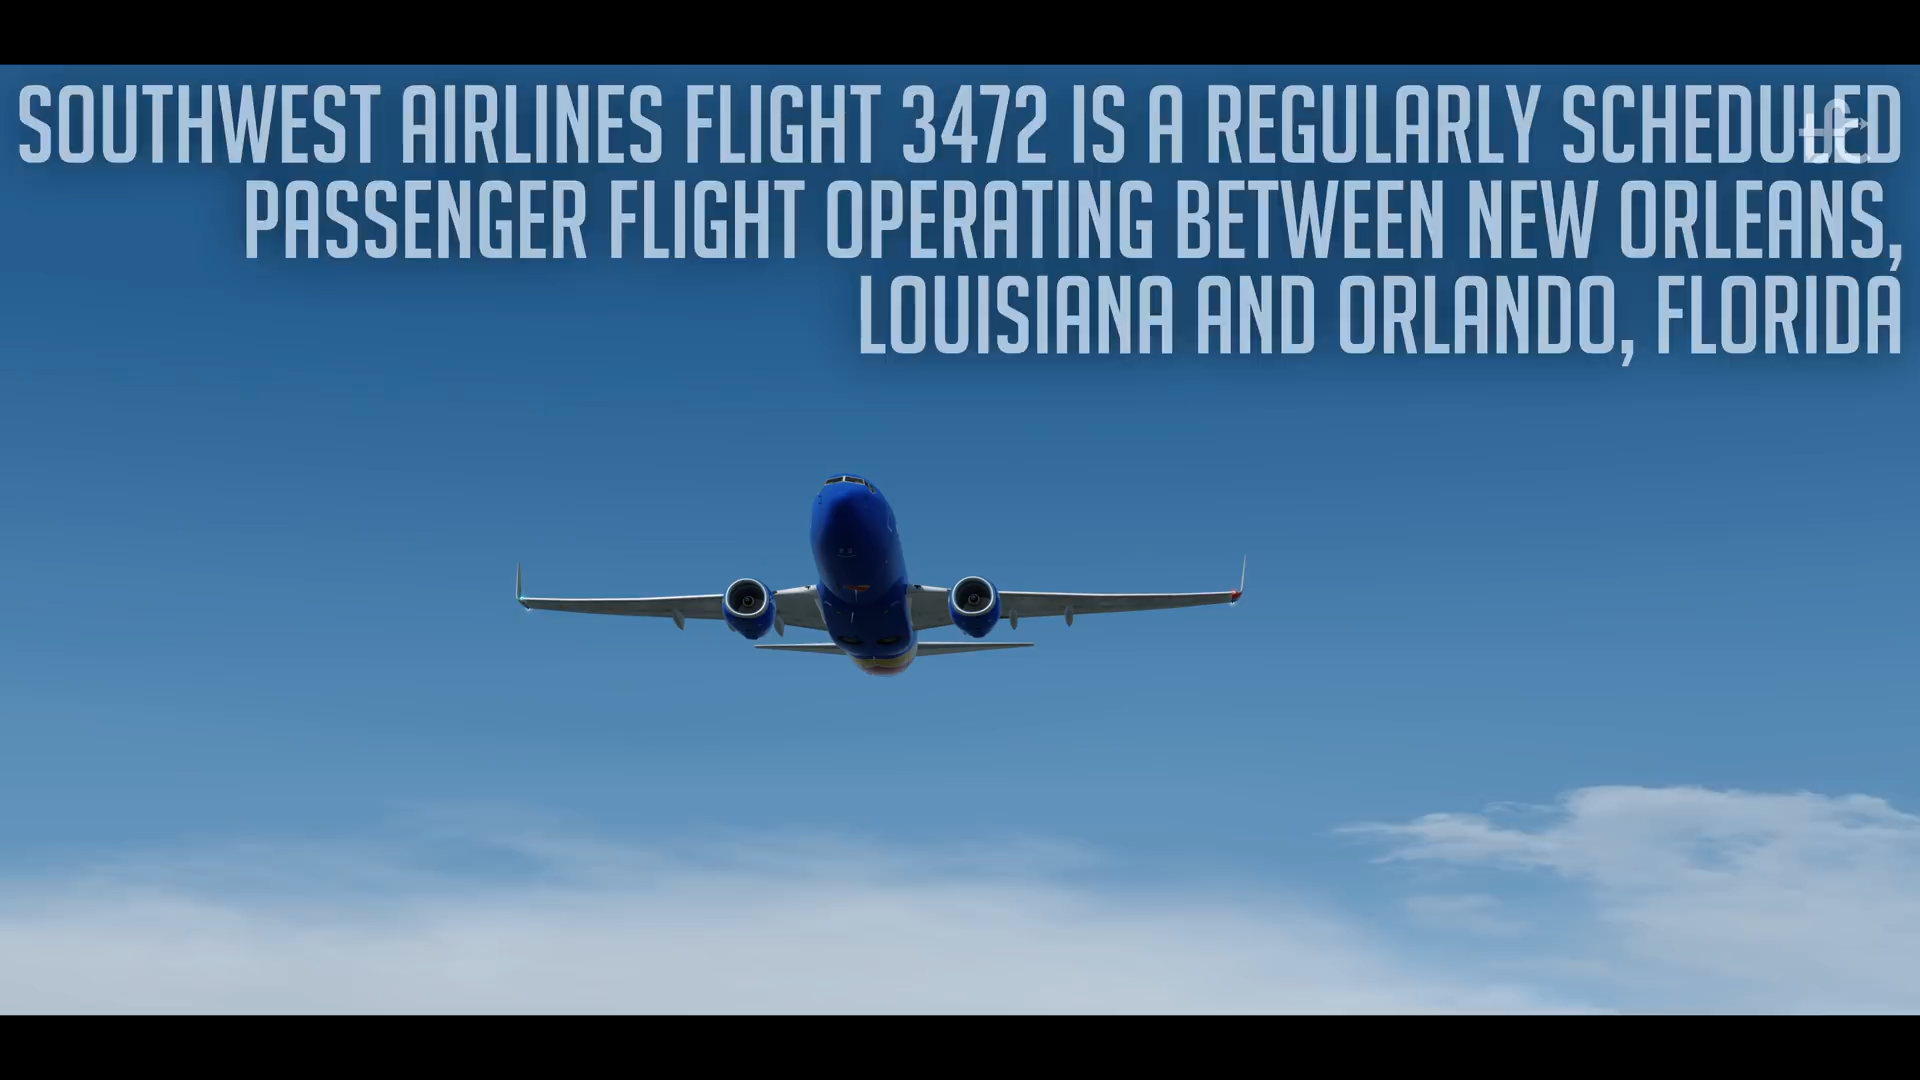 SOUTHWEST AIRLINES FLIGHT 3472 IS A REGULARLY SCHEDULED
PASSENGER FLIGHT OPERATING BETWEEN NEW ORLEANS,
LOUISIANA AND ORLANDO, FLORIDA